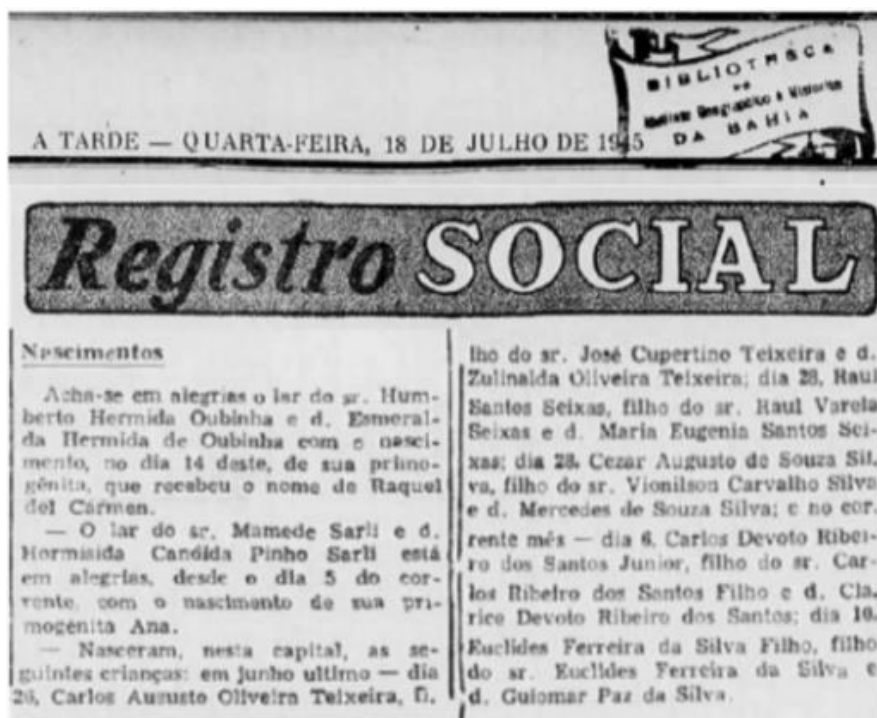 BIBLIOTHECA
DO
Instituto Geographico e Historico
DA BAHIA
A TARDE — QUARTA-FEIRA, 18 DE JULHO DE 1945
Registro SOCIAL
Nascimentos
Acha-se em alegrias o lar do sr. Hum-
berto Hermida Oubinha e d. Esmeral-
da Hermida de Oubinha com o nasci-
mento, no dia 14 deste, de sua primo-
gênita, que recebeu o nome de Raquel
del Carmen.
— O lar do sr. Mamede Sarli e d.
Hormisida Candida Pinho Sarli está
em alegrias, desde o dia 5 do cor-
rente, com o nascimento de sua pri-
mogenita Ana.
— Nasceram, nesta capital, as se-
guintes crianças: em junho ultimo — dia
26, Carlos Augusto Oliveira Teixeira, fi.
lho do sr. José Cupertino Teixeira e d.
Zulinalda Oliveira Teixeira; dia 28, Raul
Santos Seixas, filho do sr. Raul Varela
Seixas e d. Maria Eugenia Santos Sei-
xas; dia 28. Cezar Augusto de Souza Sil.
va, filho do sr. Vionilson Carvalho Silva
e d. Mercedes de Souza Silva; e no cor.
rente mês — dia 6, Carlos Devoto Ribei-
ro dos Santos Junior, filho do sr. Car-
los Ribeiro dos Santos Filho e d. Cla.
rice Devoto Ribeiro dos Santos; dia 10.
Euclides Ferreira da Silva Filho, filho
do sr. Euclides Ferreira da Silva e
d. Guiomar Paz da Silva.